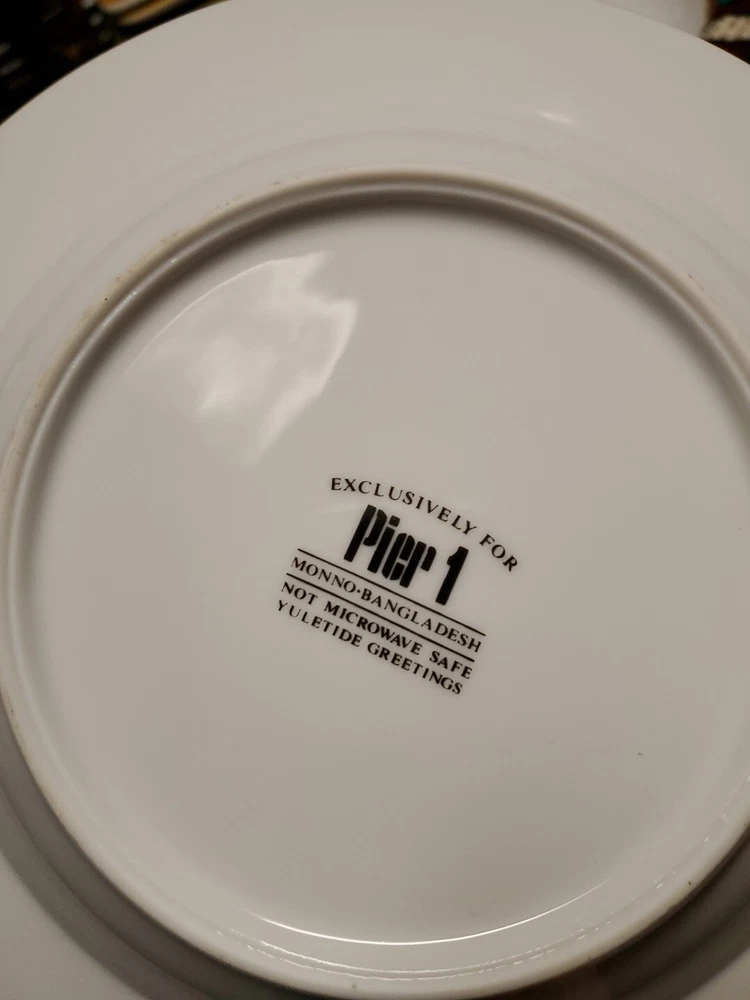 EXCLUSIVELY FOR
Pier 1
MONNO·BANGLADESH
NOT MICROWAVE SAFE
YULETIDE GREETINGS